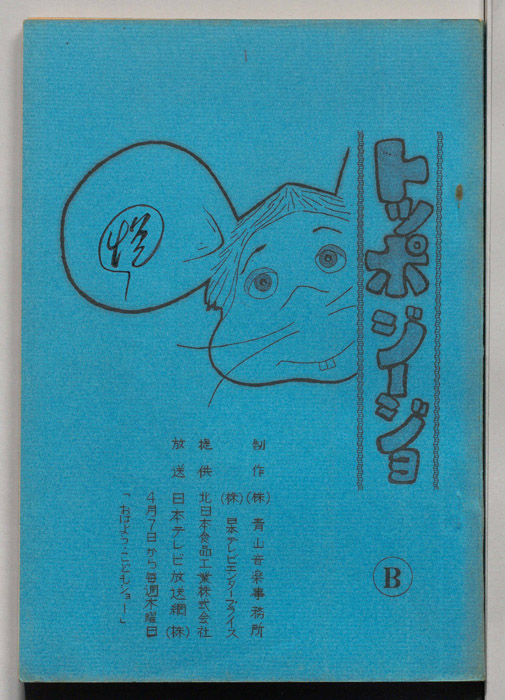 トッポジージョ
制作 (株) 青山音楽事務所
(株) 日本テレビエンタープライズ
提供 北日本食品工業株式会社
放送 日本テレビ放送網 (株)
4月7日から毎週木曜日
「おはよう・こどもショー」
B